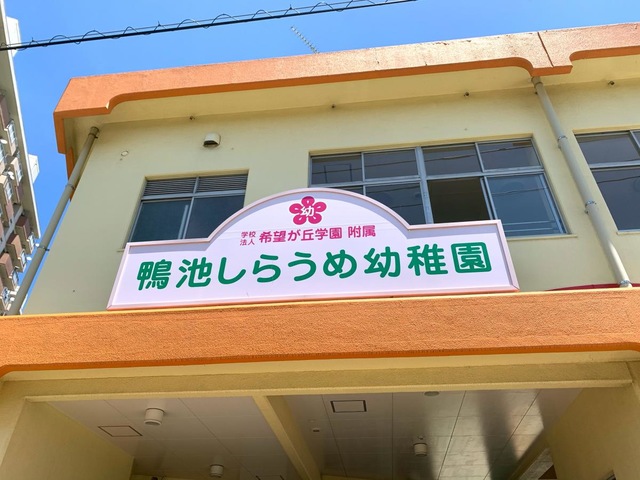 幼
学校法人 希望が丘学園 附属
鴨池しらうめ幼稚園